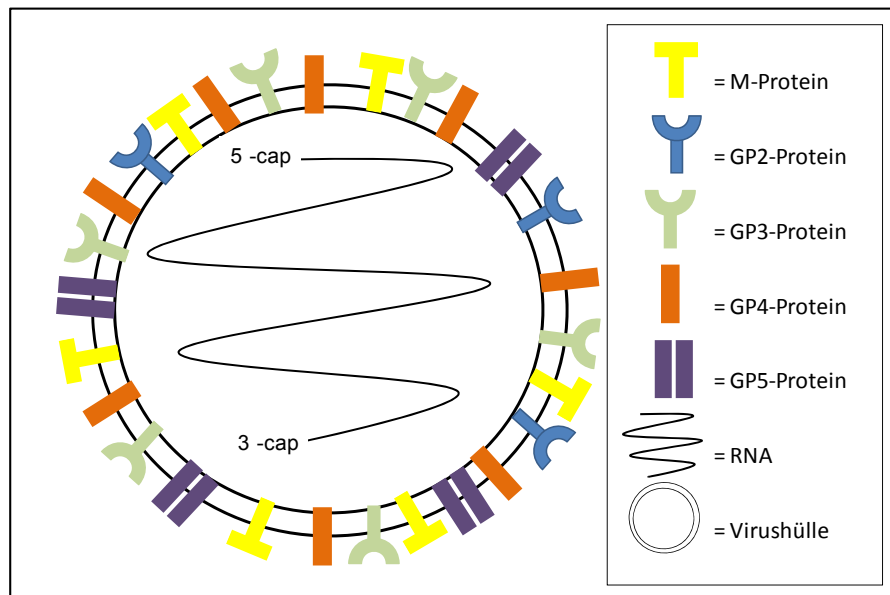 5 -cap
3 -cap
= M-Protein
= GP2-Protein
= GP3-Protein
= GP4-Protein
= GP5-Protein
= RNA
= Virushülle